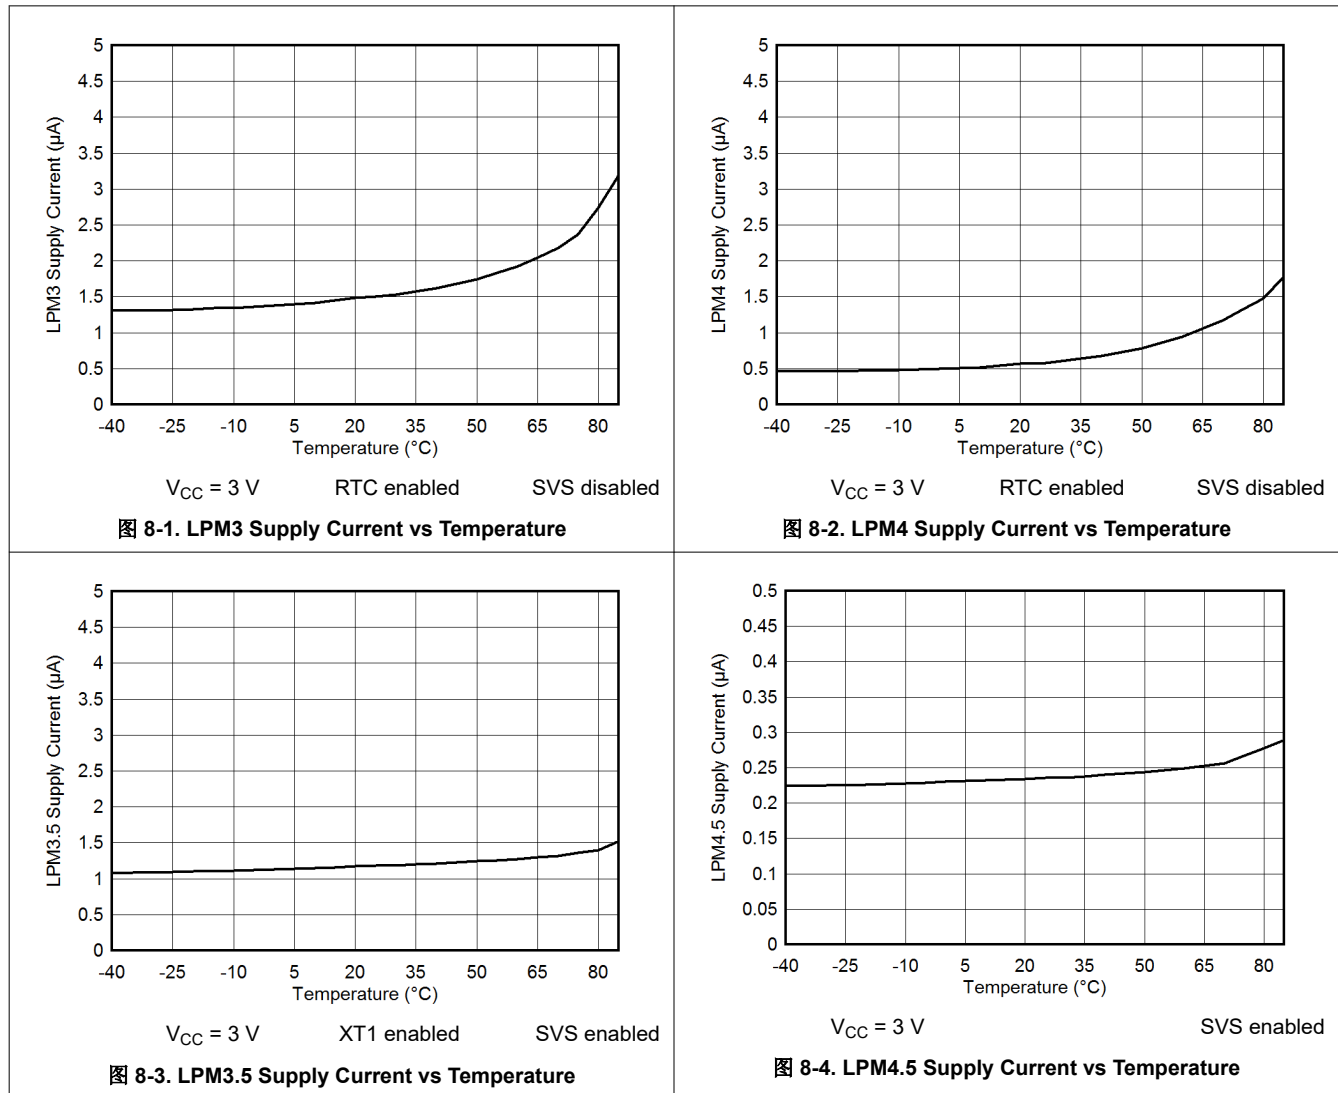 LPM3 Supply Current (µA)
5
4.5
4
3.5
3
2.5
2
1.5
1
0.5
0
-40 -25 -10 5 20 35 50 65 80
Temperature (°C)
VCC = 3 V RTC enabled SVS disabled
图 8-1. LPM3 Supply Current vs Temperature
LPM4 Supply Current (µA)
5
4.5
4
3.5
3
2.5
2
1.5
1
0.5
0
-40 -25 -10 5 20 35 50 65 80
Temperature (°C)
VCC = 3 V RTC enabled SVS disabled
图 8-2. LPM4 Supply Current vs Temperature
LPM3.5 Supply Current (µA)
5
4.5
4
3.5
3
2.5
2
1.5
1
0.5
0
-40 -25 -10 5 20 35 50 65 80
Temperature (°C)
VCC = 3 V XT1 enabled SVS enabled
图 8-3. LPM3.5 Supply Current vs Temperature
LPM4.5 Supply Current (µA)
0.5
0.45
0.4
0.35
0.3
0.25
0.2
0.15
0.1
0.05
0
-40 -25 -10 5 20 35 50 65 80
Temperature (°C)
VCC = 3 V SVS enabled
图 8-4. LPM4.5 Supply Current vs Temperature